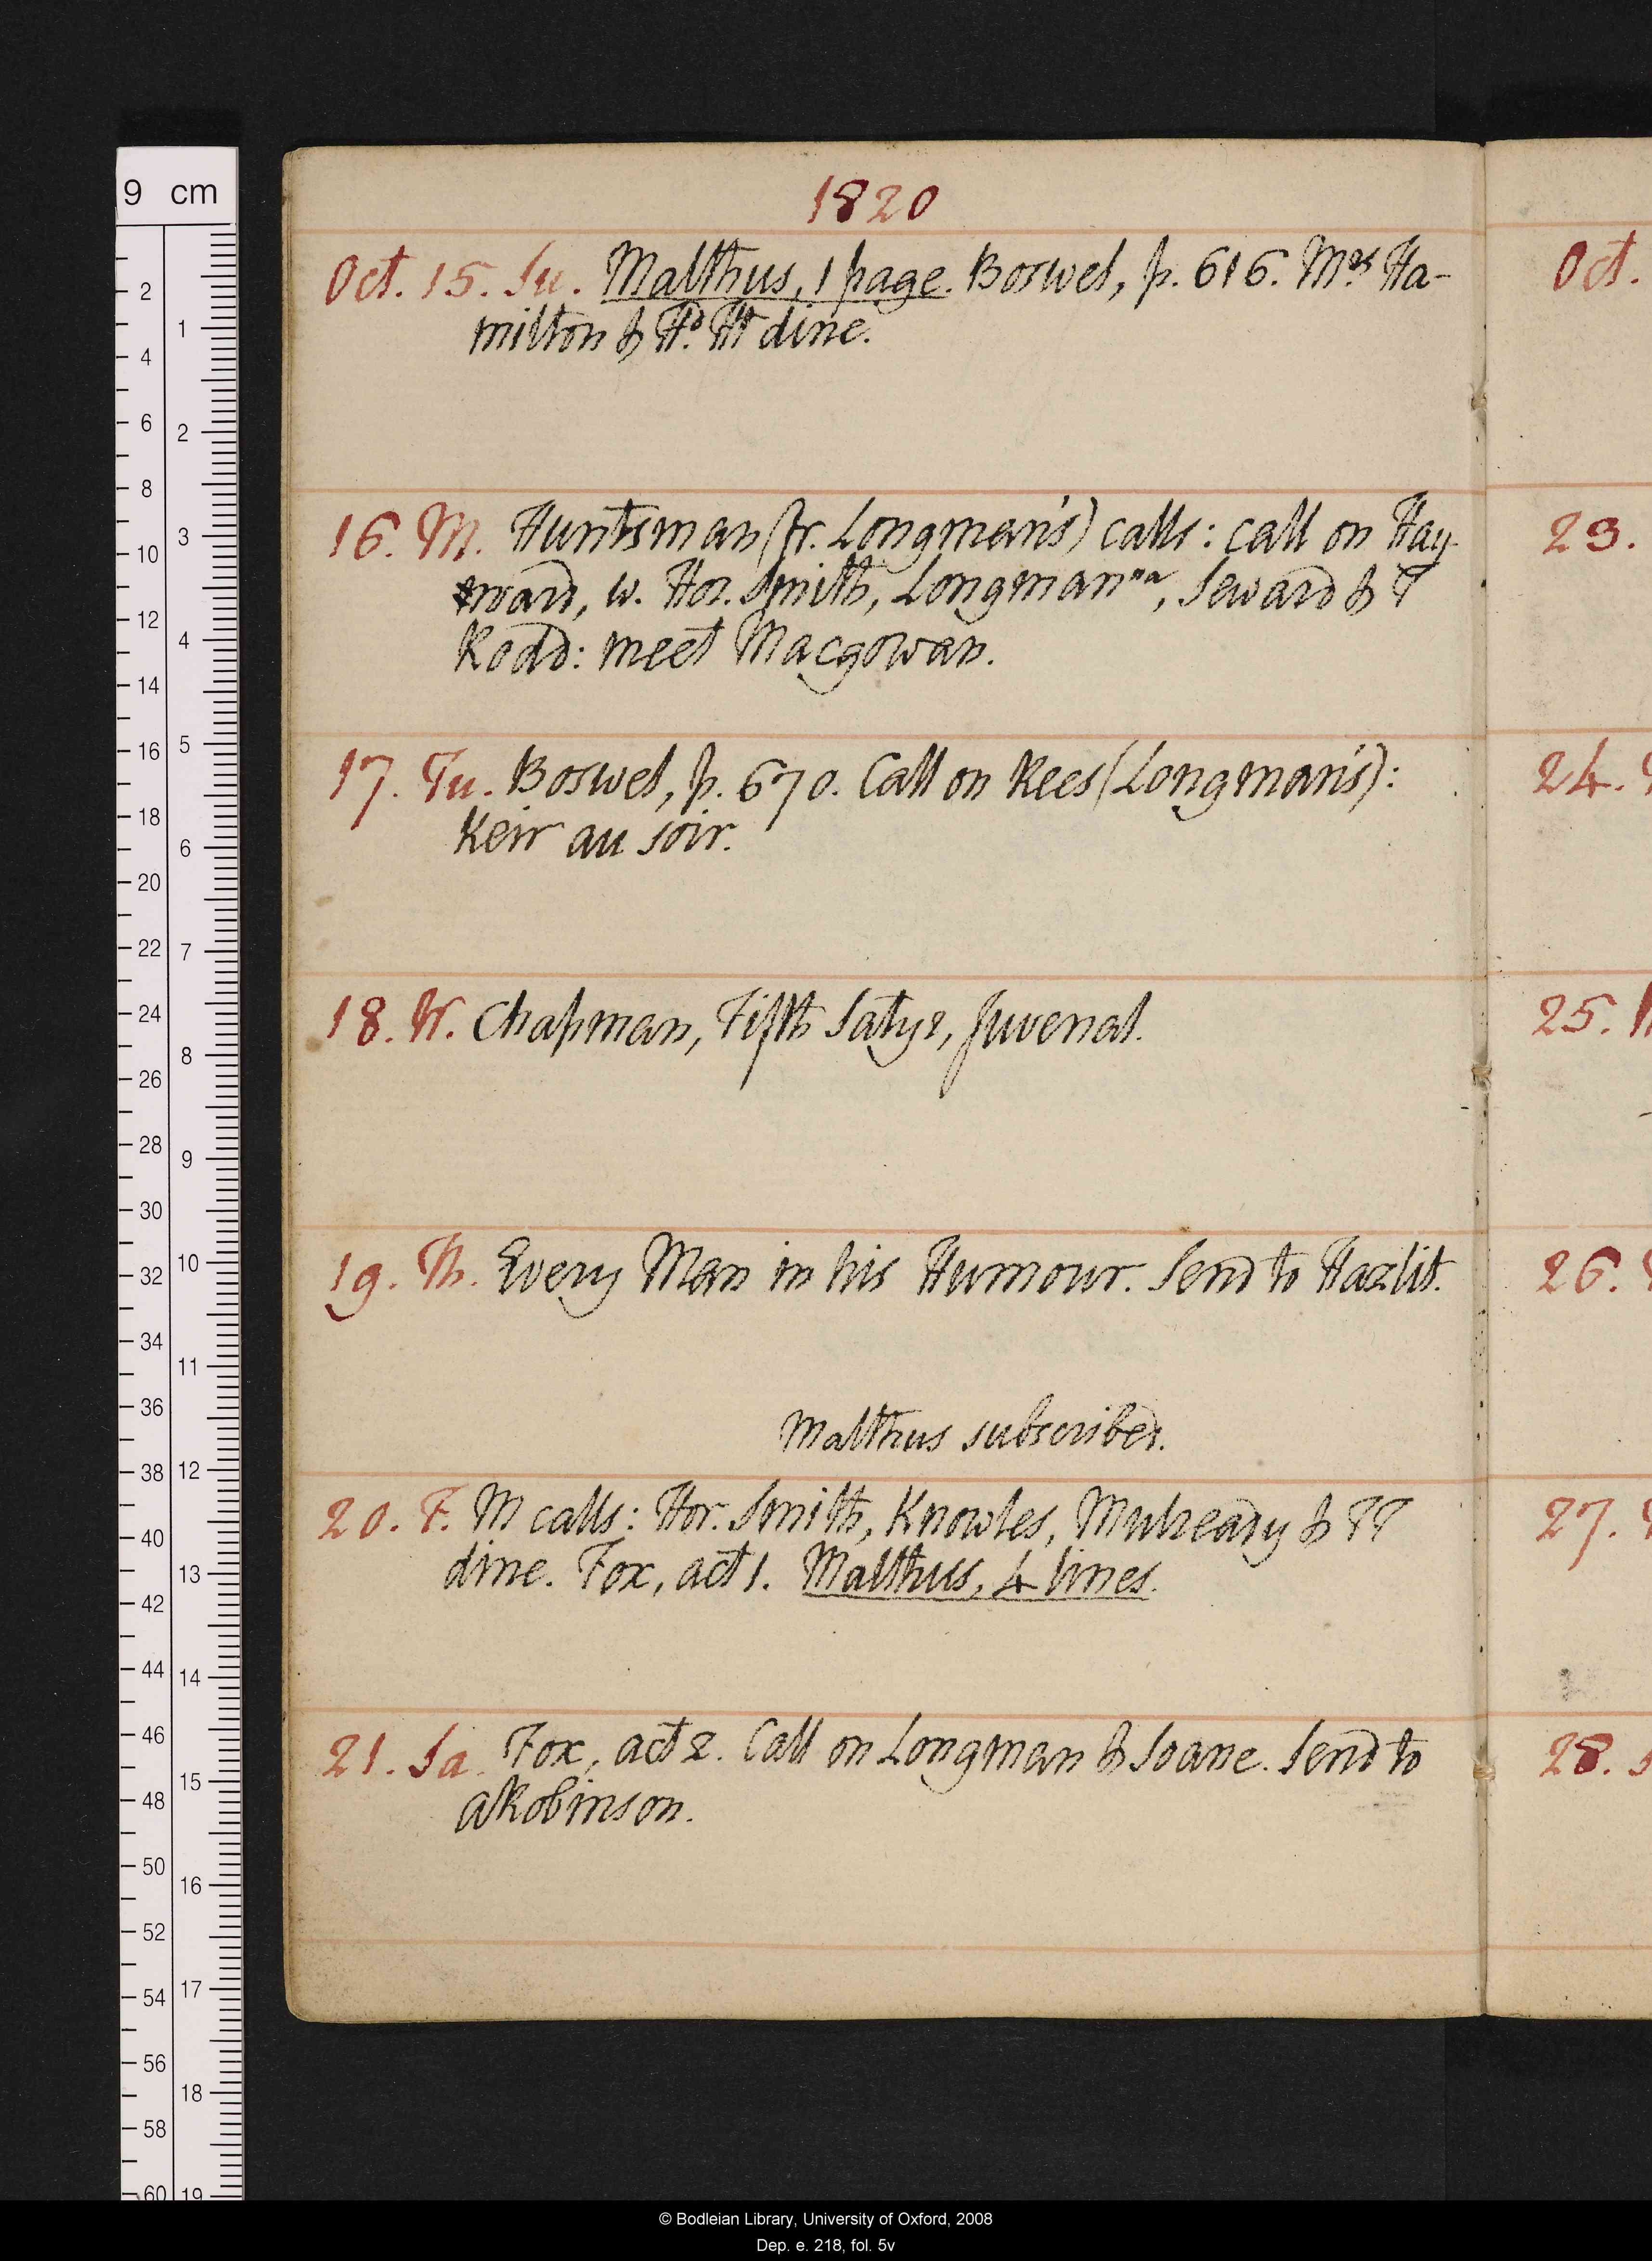 1820
Oct. 15. Su. Malthus, 1 page. Boswel, p. 616. Mrs Ha-
milton & dine.
16. M. Huntsman (fr. Longman's) calls: call on Hay-
ward, w. Hor. Smith, Longman na, Seward & T
Rodd: meet Macgowan.
17. Tu. Boswel, p. 670. Call on Rees (Longman's):
Keir au soir.
18. W. Chapman, Fifth Satyr, Juvenal.
19. Th. Every Man in his Humour. Send to Hazlit.
Malthus subscribed.
20. F. M calls: Hor. Smith, Knowles, Mulready & TT
dine. Fox, act 1. Malthus, 4 lines.
21. Sa. Fox, act 2. Call on Longman & Soane. Send to
A Robinson.
Oct.
23.
24.
25.
26.
27.
28. S
9 cm
2
4
6
8
10
12
14
16
18
20
22
24
26
28
30
32
34
36
38
40
42
44
46
48
50
52
54
56
58
60
1
2
3
4
5
6
7
8
9
10
11
12
13
14
15
16
17
18
19
© Bodleian Library, University of Oxford, 2008
Dep. e. 218, fol. 5v